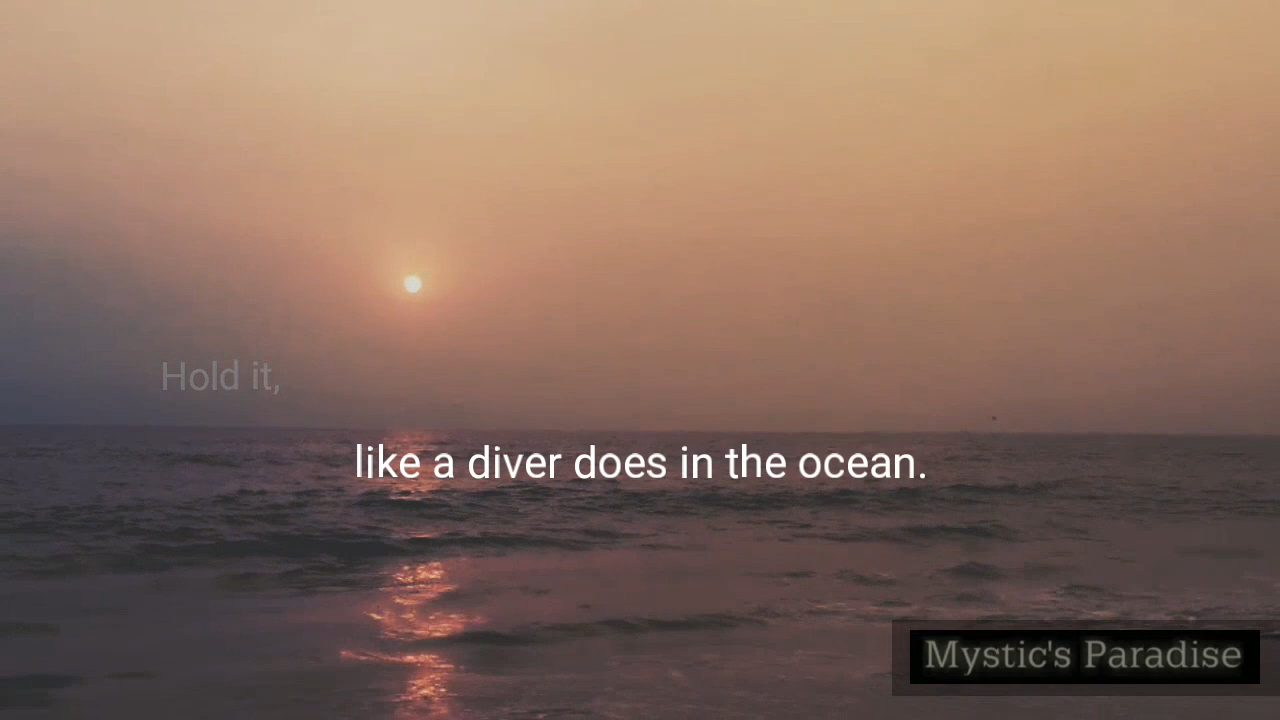 Hold it,
like a diver does in the ocean.
Mystic's Paradise